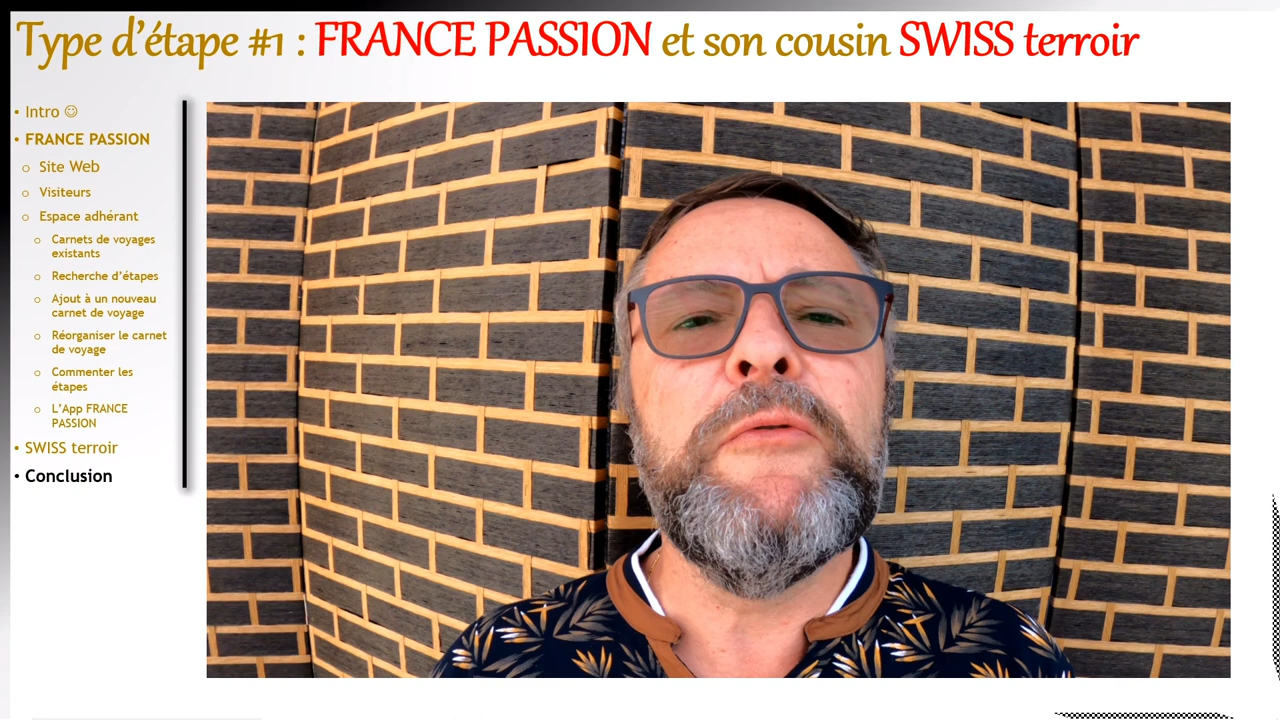 Type d'étape #1 : FRANCE PASSION et son cousin SWISS terroir
• Intro ☺
• FRANCE PASSION
o Site Web
o Visiteurs
o Espace adhérant
o Carnets de voyages
existants
o Recherche d'étapes
o Ajout à un nouveau
carnet de voyage
o Réorganiser le carnet
de voyage
o Commenter les
étapes
o L'App FRANCE
PASSION
• SWISS terroir
• Conclusion